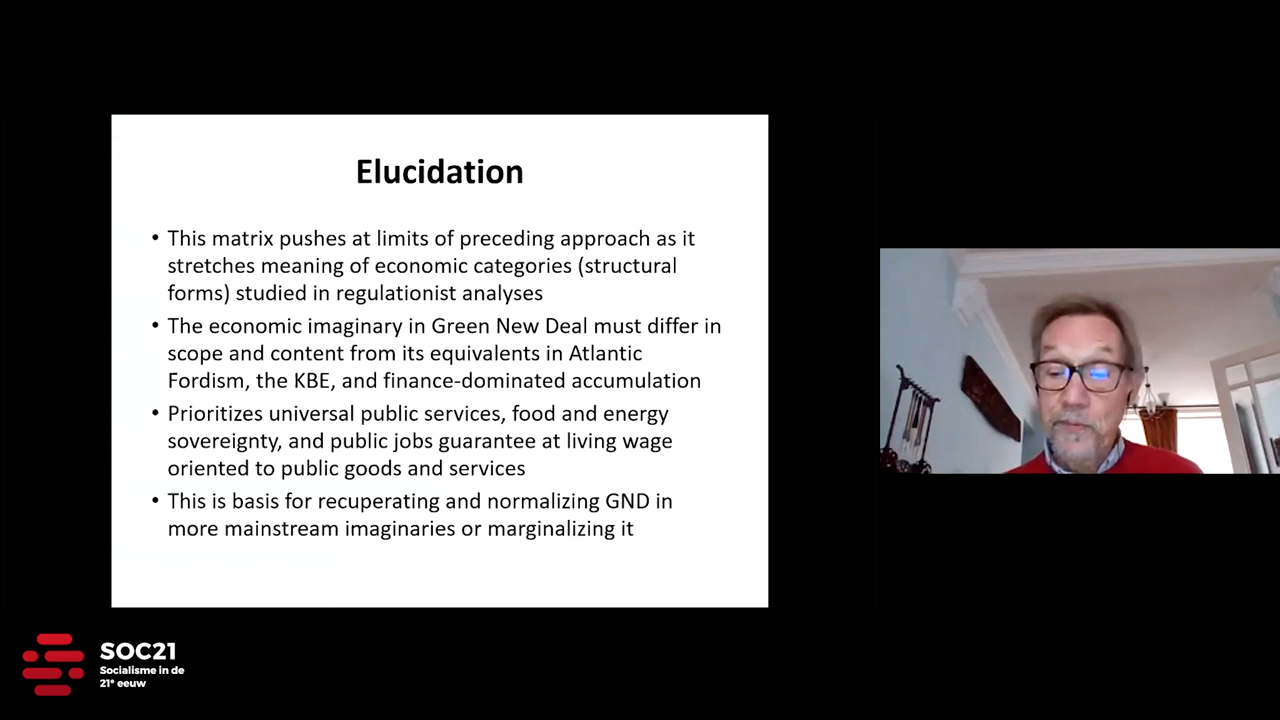 Elucidation
• This matrix pushes at limits of preceding approach as it
stretches meaning of economic categories (structural
forms) studied in regulationist analyses
• The economic imaginary in Green New Deal must differ in
scope and content from its equivalents in Atlantic
Fordism, the KBE, and finance-dominated accumulation
• Prioritizes universal public services, food and energy
sovereignty, and public jobs guarantee at living wage
oriented to public goods and services
• This is basis for recuperating and normalizing GND in
more mainstream imaginaries or marginalizing it
SOC21
Socialisme in de
21e eeuw